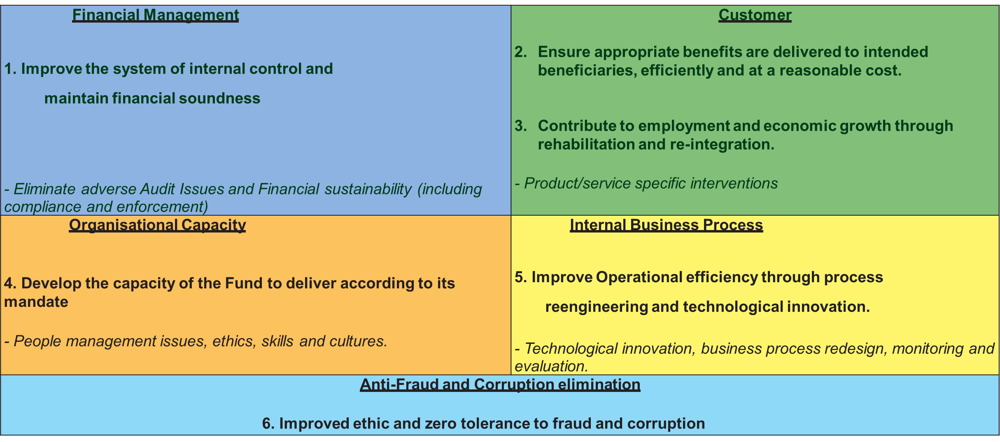 Financial Management
1. Improve the system of internal control and
maintain financial soundness
- Eliminate adverse Audit Issues and Financial sustainability (including
compliance and enforcement)
Customer
2. Ensure appropriate benefits are delivered to intended
beneficiaries, efficiently and at a reasonable cost.
3. Contribute to employment and economic growth through
rehabilitation and re-integration.
- Product/service specific interventions
Organisational Capacity
4. Develop the capacity of the Fund to deliver according to its
mandate
- People management issues, ethics, skills and cultures.
Internal Business Process
5. Improve Operational efficiency through process
reengineering and technological innovation.
- Technological innovation, business process redesign, monitoring and
evaluation.
Anti-Fraud and Corruption elimination
6. Improved ethic and zero tolerance to fraud and corruption